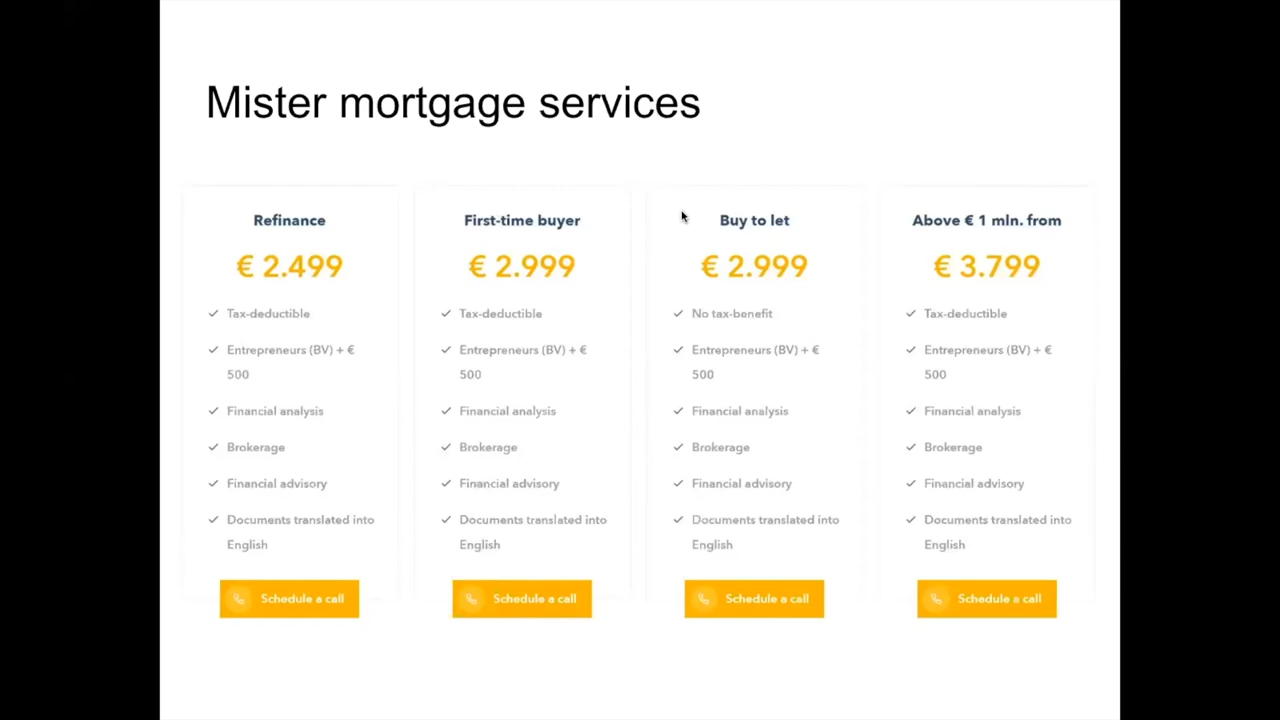 Mister mortgage services
Refinance
€ 2.499
Tax-deductible
Entrepreneurs (BV) + €
500
Financial analysis
Brokerage
Financial advisory
Documents translated into
English
Schedule a call
First-time buyer
€ 2.999
Tax-deductible
Entrepreneurs (BV) + €
500
Financial analysis
Brokerage
Financial advisory
Documents translated into
English
Schedule a call
Buy to let
€ 2.999
No tax-benefit
Entrepreneurs (BV) + €
500
Financial analysis
Brokerage
Financial advisory
Documents translated into
English
Schedule a call
Above € 1 mln. from
€ 3.799
Tax-deductible
Entrepreneurs (BV) + €
500
Financial analysis
Brokerage
Financial advisory
Documents translated into
English
Schedule a call